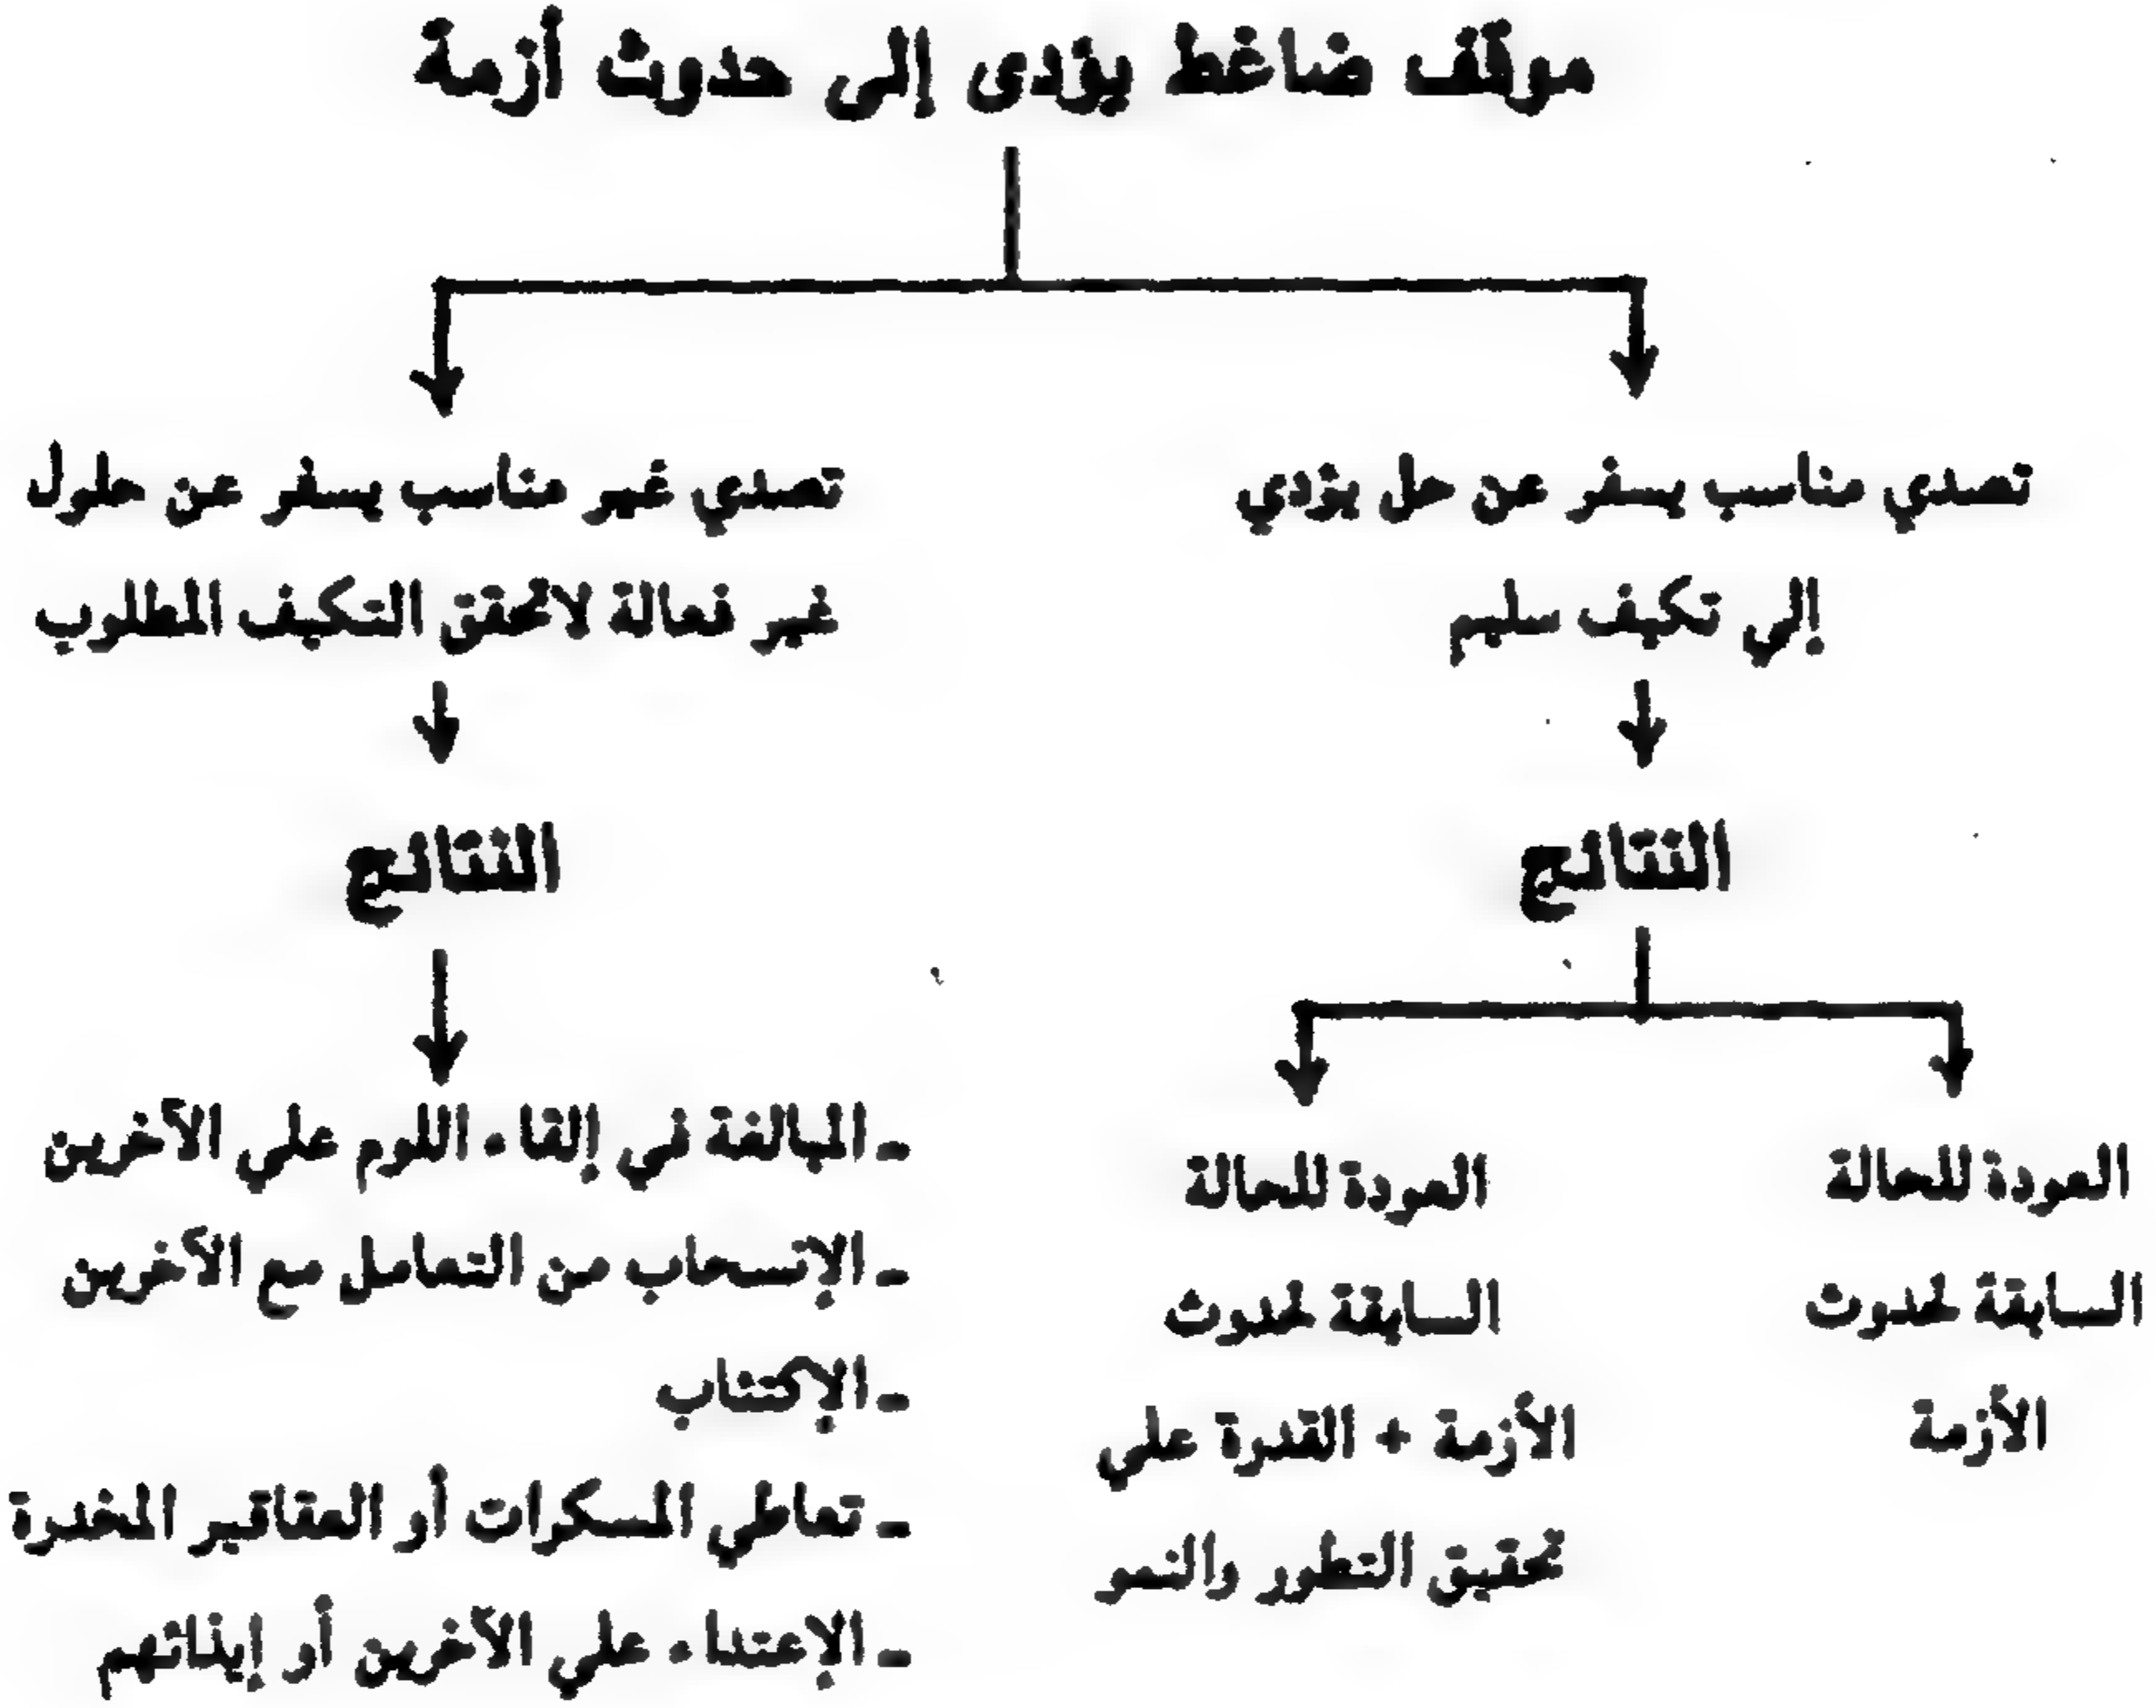 موقف ضاغط يؤدى إلى حدوث أزمة
تصدي مناسب يسفر عن حل يؤدي
إلي تكيف سليم
النتائج
العودة للحالة
السابقة لحدوث
الأزمة
العودة للحالة
السابقة لحدوث
الأزمة + القدرة علي
تحقيق التطور والنمو
تصدي غير مناسب يسفر عن حلول
غير فعالة لاتحقق التكيف المطلوب
النتائج
- المبالغة في إلقاء اللوم علي الآخرين
- الإنسحاب من التعامل مع الآخرين
- الإكتئاب
- تعاطي المسكرات أو العقاقير المخدرة
- الإعتداء علي الآخرين أو إيذائهم